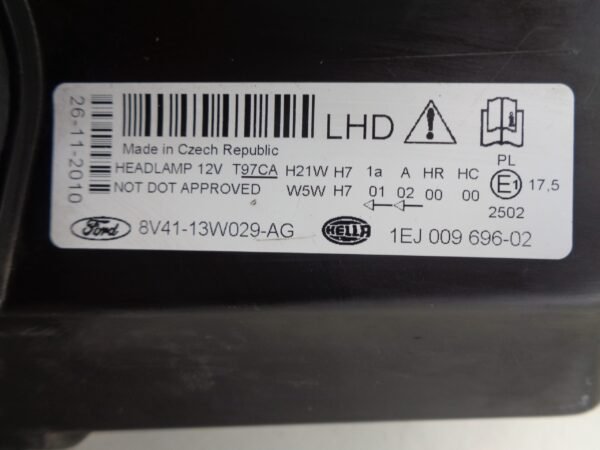 26-11-2010
LHD
Made in Czech Republic
HEADLAMP 12V T97CA H21W H7 1a A HR HC PL
NOT DOT APPROVED W5W H7 01 02 00 00 E1 17,5
2502
Ford 8V41-13W029-AG HELLA 1EJ 009 696-02